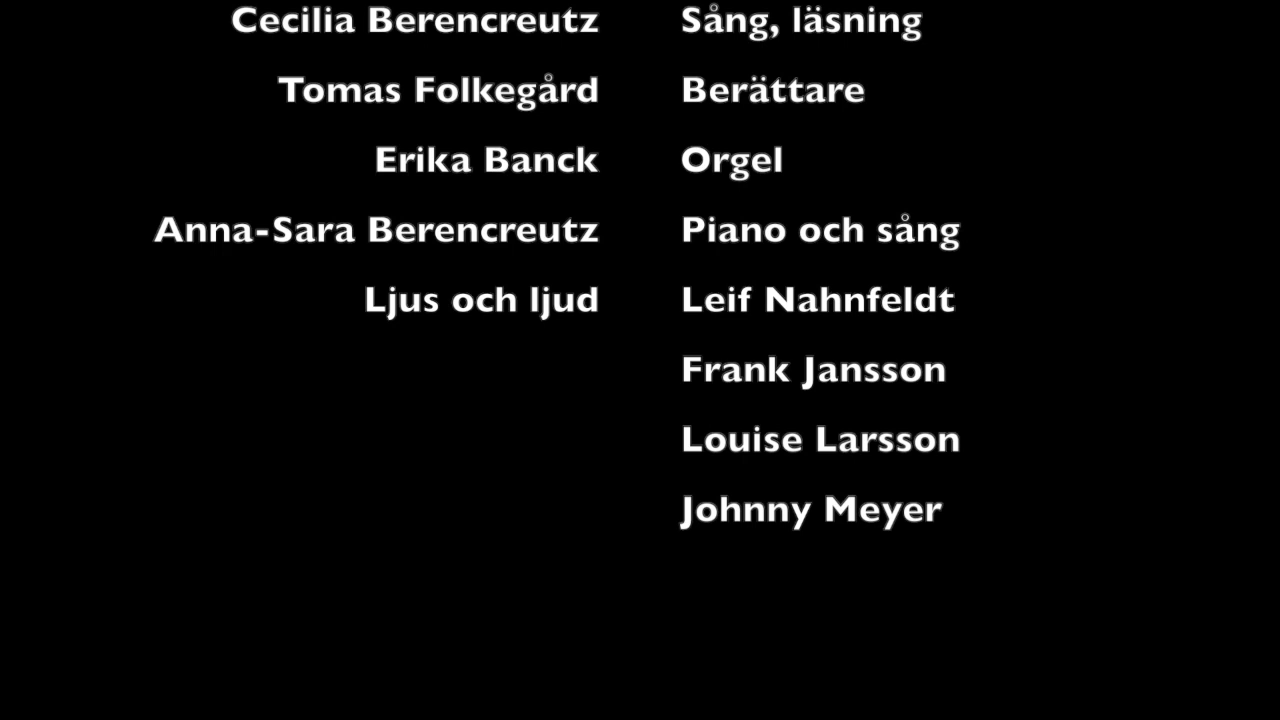 Cecilia Berencreutz Sång, läsning
Tomas Folkegård Berättare
Erika Banck Orgel
Anna-Sara Berencreutz Piano och sång
Ljus och ljud Leif Nahnfeldt
Frank Jansson
Louise Larsson
Johnny Meyer